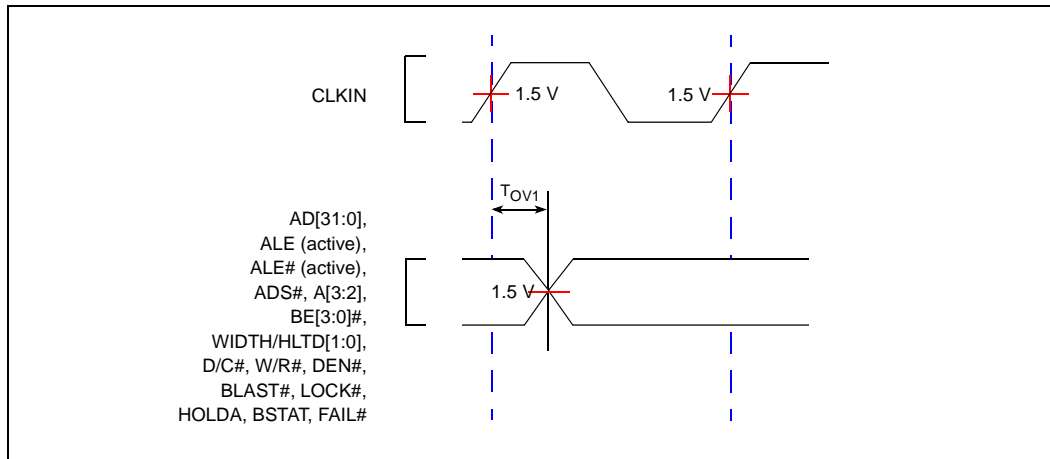 CLKIN
1.5 V
1.5 V
TOV1
AD[31:0],
ALE (active),
ALE# (active),
ADS#, A[3:2],
BE[3:0]#,
WIDTH/HLTD[1:0],
D/C#, W/R#, DEN#,
BLAST#, LOCK#,
HOLDA, BSTAT, FAIL#
1.5 V